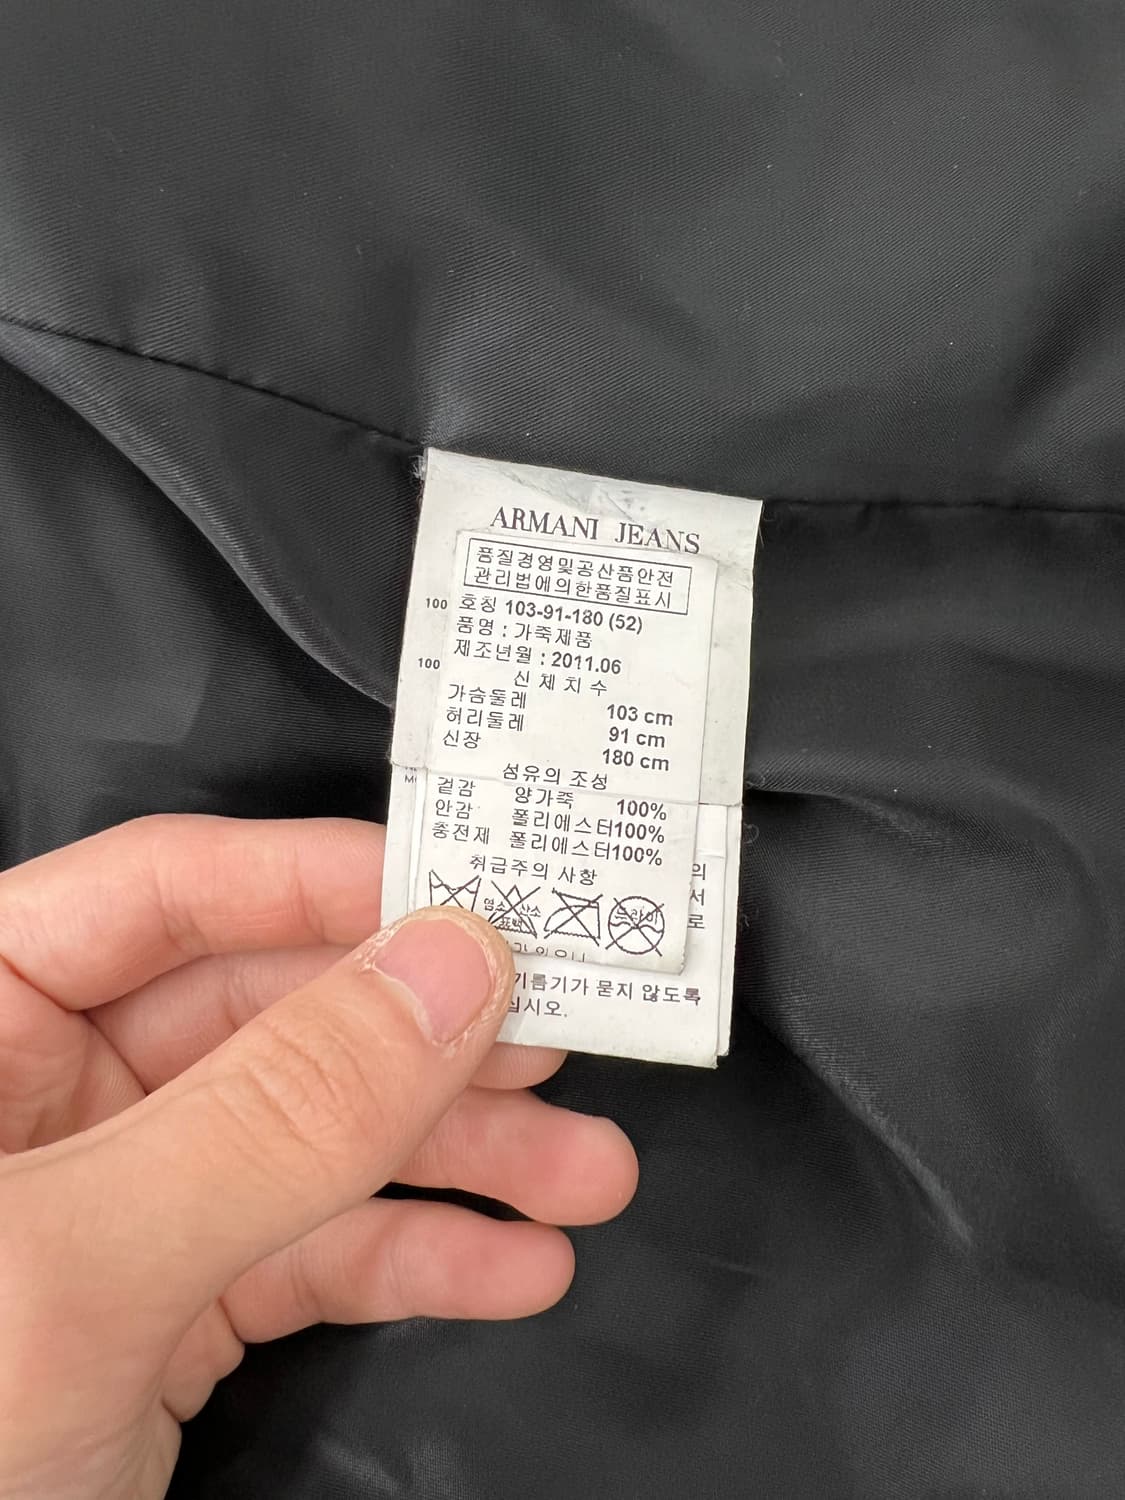 ARMANI JEANS
품질경영및공산품안전
관리법에의한품질표시
100 호칭 103-91-180 (52)
품명 : 가죽제품
제조년월 : 2011.06
100
신 체 치 수
가슴둘레 103 cm
허리둘레 91 cm
신장 180 cm
섬유의 조성
겉감 양가죽 100%
안감 폴리에스터100%
충전제 폴리에스터100%
취급주의 사항
의
서
염소 산소
표백
드라이
로
기름기가 묻지 않도록
십시오.